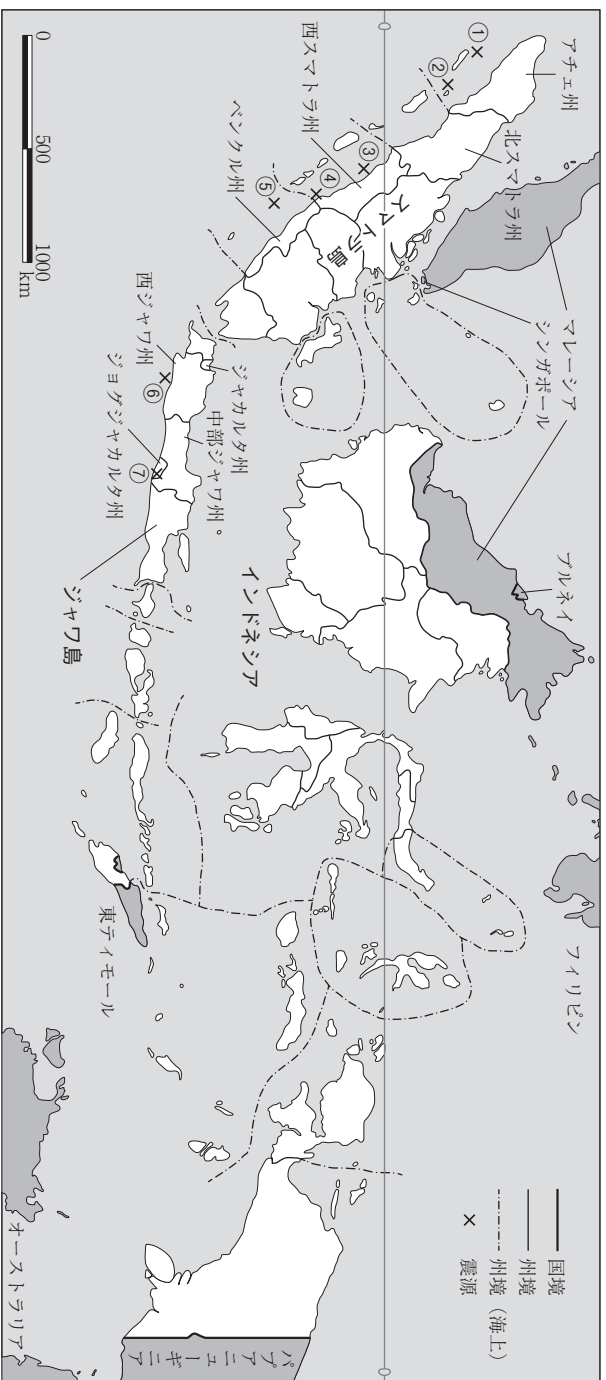 アチェ州
北スマトラ州
西スマトラ州
ベンクル州
スマトラ島
マレーシア
シンガポール
ブルネイ
フィリピン
インドネシア
ジャカルタ州
西ジャワ州
中部ジャワ州
ジョグジャカルタ州
ジャワ島
東ティモール
オーストラリア
パプアニューギニア
①
②
③
④
⑤
⑥
⑦
0
0
0
500
1000
km
国境
州境
州境（海上）
震源